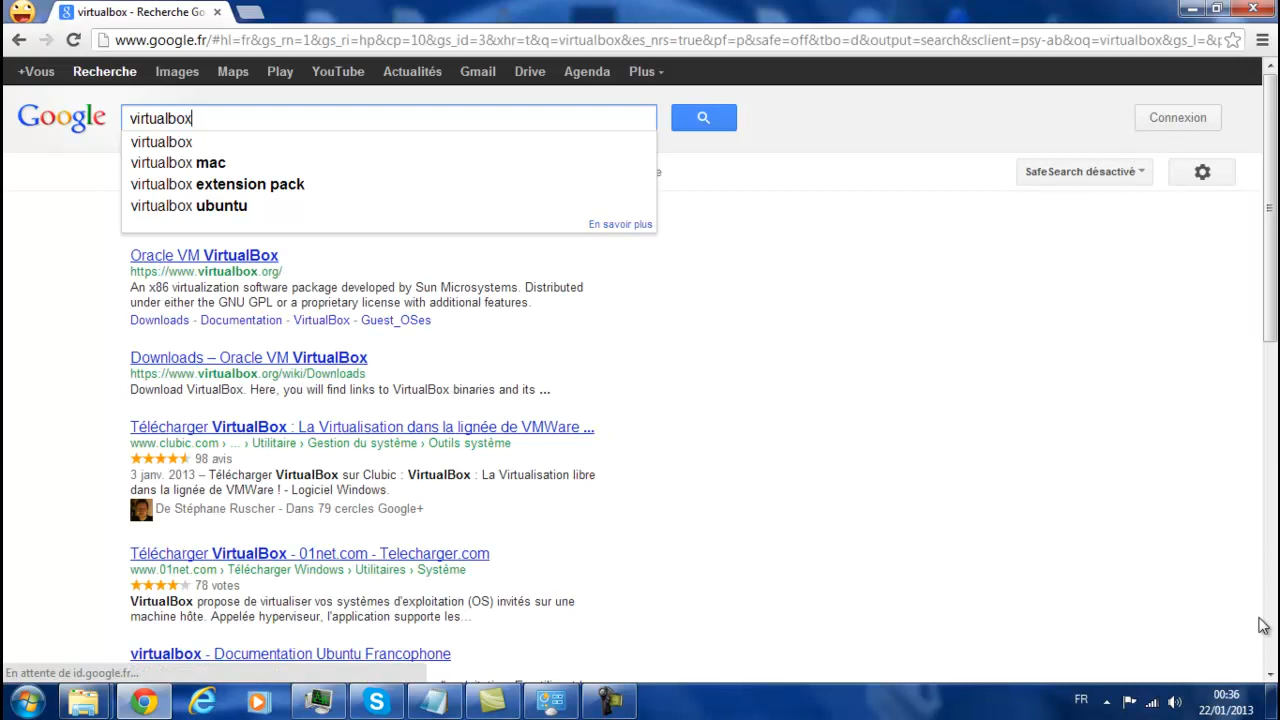 virtualbox - Recherche Go
www.google.fr/#hl=fr&gs_rn=1&gs_ri=hp&cp=10&gs_id=3&xhr=t&q=virtualbox&es_nrs=true&pf=p&safe=off&tbo=d&output=search&sclient=psy-ab&oq=virtualbox&gs_l=&p
+Vous Recherche Images Maps Play YouTube Actualités Gmail Drive Agenda Plus
Google virtualbox Connexion
virtualbox
virtualbox mac
SafeSearch désactivé
virtualbox extension pack
virtualbox ubuntu
En savoir plus
Oracle VM VirtualBox
https://www.virtualbox.org/
An x86 virtualization software package developed by Sun Microsystems. Distributed
under either the GNU GPL or a proprietary license with additional features.
Downloads - Documentation - VirtualBox - Guest_OSes
Downloads – Oracle VM VirtualBox
https://www.virtualbox.org/wiki/Downloads
Download VirtualBox. Here, you will find links to VirtualBox binaries and its ...
Télécharger VirtualBox : La Virtualisation dans la lignée de VMWare ...
www.clubic.com › ... › Utilitaire › Gestion du système › Outils système
98 avis
3 janv. 2013 – Télécharger VirtualBox sur Clubic : VirtualBox : La Virtualisation libre
dans la lignée de VMWare ! - Logiciel Windows.
De Stéphane Ruscher - Dans 79 cercles Google+
Télécharger VirtualBox - 01net.com - Telecharger.com
www.01net.com › Télécharger Windows › Utilitaires › Système
78 votes
VirtualBox propose de virtualiser vos systèmes d'exploitation (OS) invités sur une
machine hôte. Appelée hyperviseur, l'application supporte les...
virtualbox - Documentation Ubuntu Francophone
En attente de id.google.fr...
FR
00:36
22/01/2013